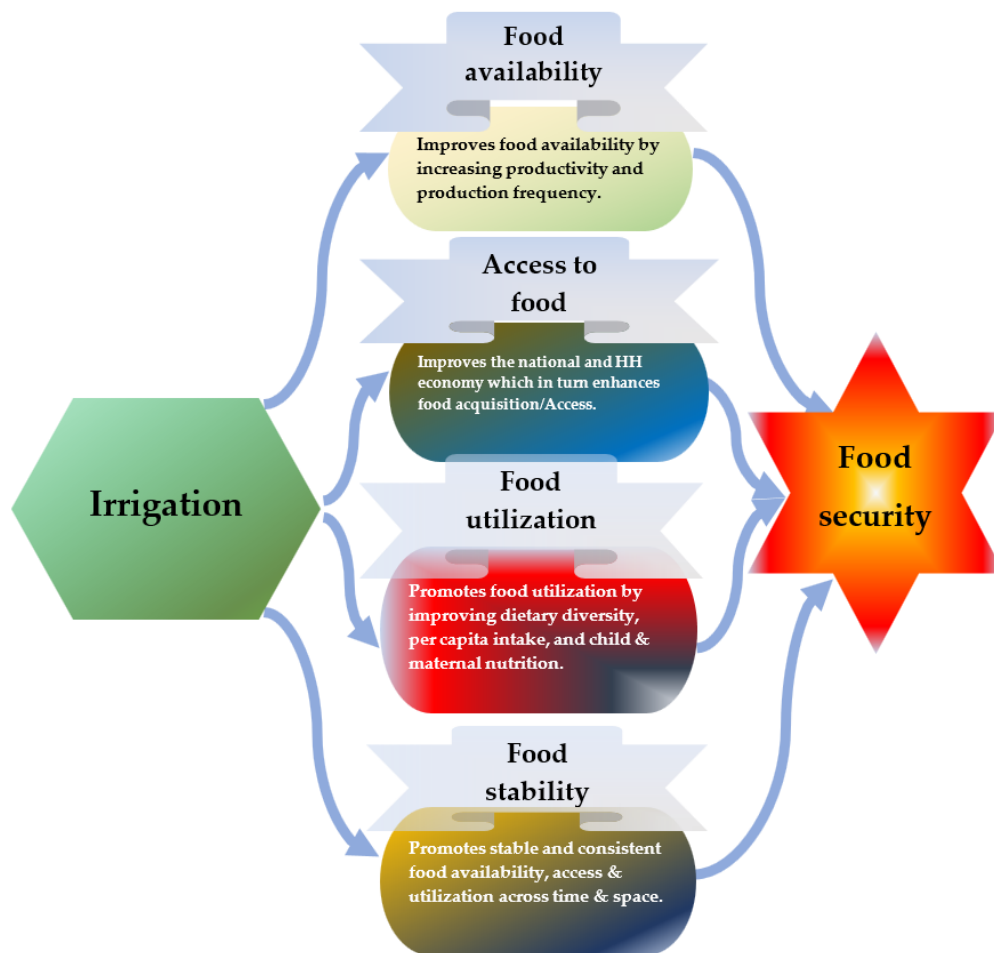 Food
availability
Improves food availability by
increasing productivity and
production frequency.
Access to
food
Improves the national and HH
economy which in turn enhances
food acquisition/Access.
Irrigation
Food
utilization
Promotes food utilization by
improving dietary diversity,
per capita intake, and child &
maternal nutrition.
Food
stability
Promotes stable and consistent
food availability, access &
utilization across time & space.
Food
security